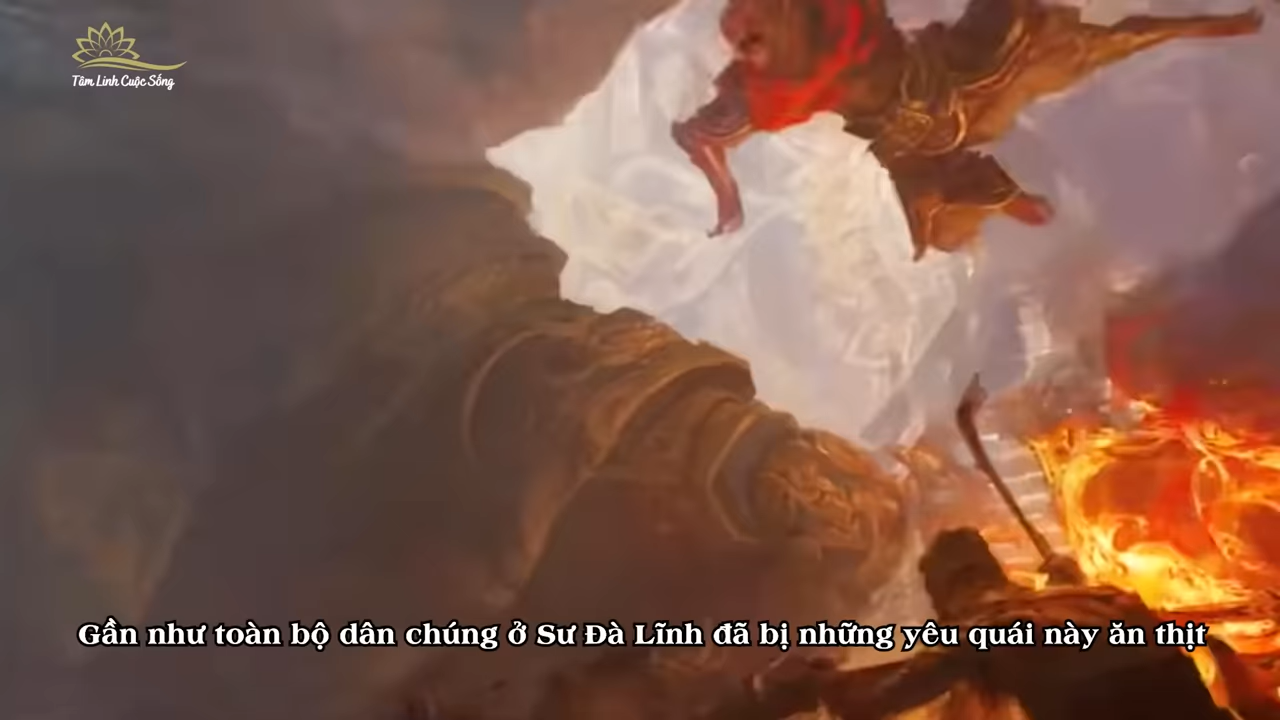 Tâm Linh Cuộc Sống
Gần như toàn bộ dân chúng ở Sư Đà Lĩnh đã bị những yêu quái này ăn thịt